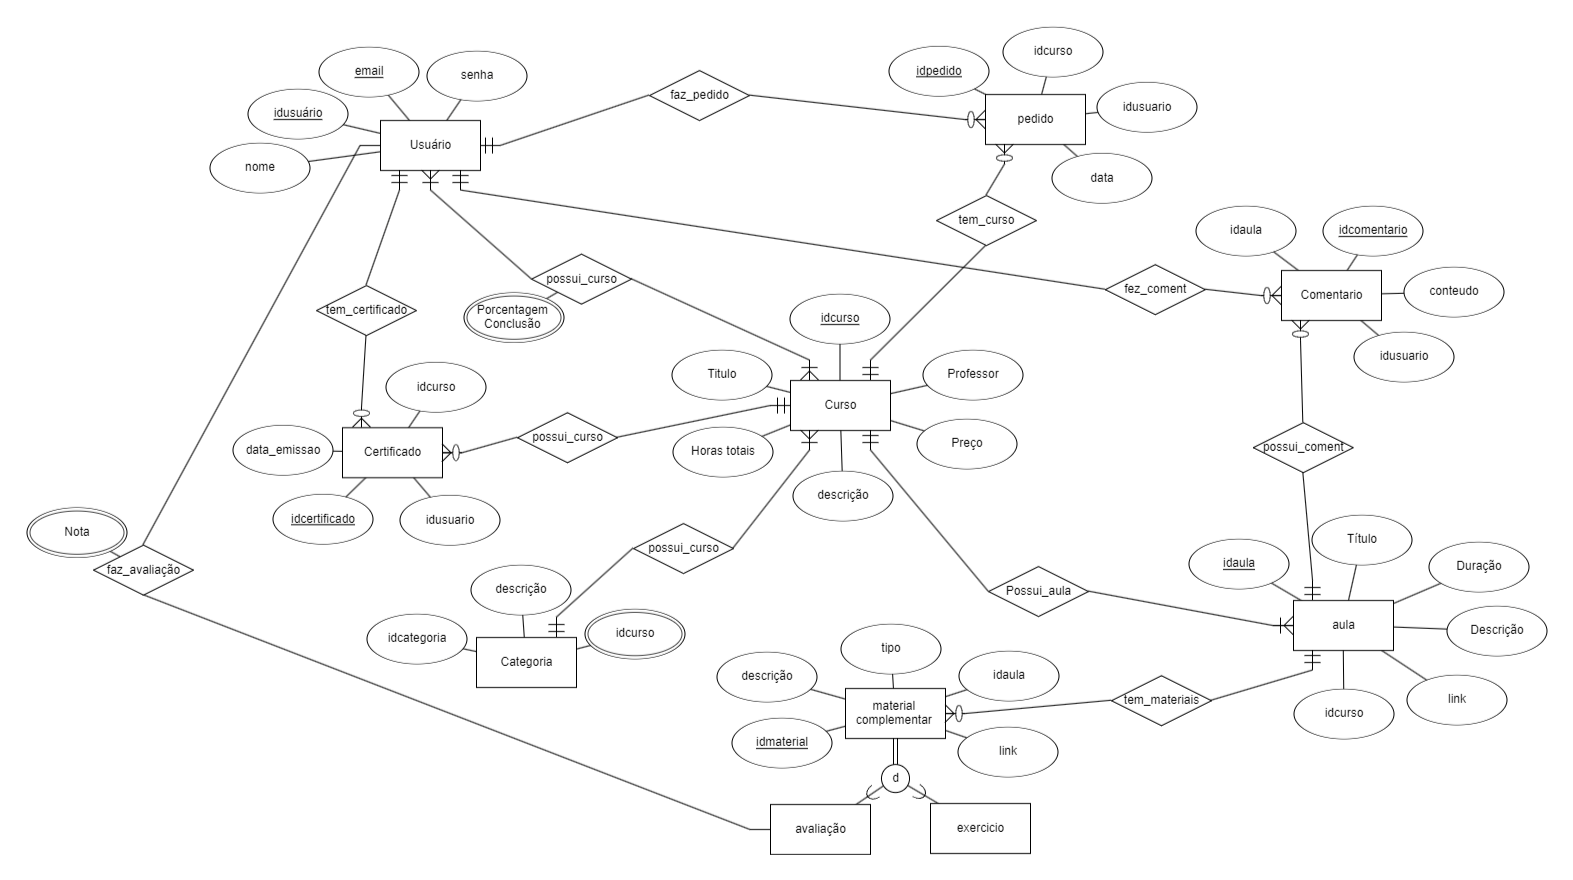 email
senha
idusuário
nome
Usuário
faz_pedido
idpedido
idcurso
idusuario
pedido
data
tem_curso
idaula
idcomentario
conteudo
Comentario
idusuario
fez_coment
possui_curso
Porcentagem
Conclusão
tem_certificado
idcurso
data_emissao
Certificado
idcertificado
idusuario
possui_curso
idcurso
Titulo
Professor
Curso
Horas totais
Preço
descrição
possui_coment
Nota
faz_avaliação
possui_curso
descrição
idcategoria
idcurso
Categoria
Possui_aula
idaula
Título
Duração
aula
Descrição
idcurso
link
tem_materiais
tipo
descrição
idaula
material
complementar
idmaterial
link
d
avaliação
exercicio